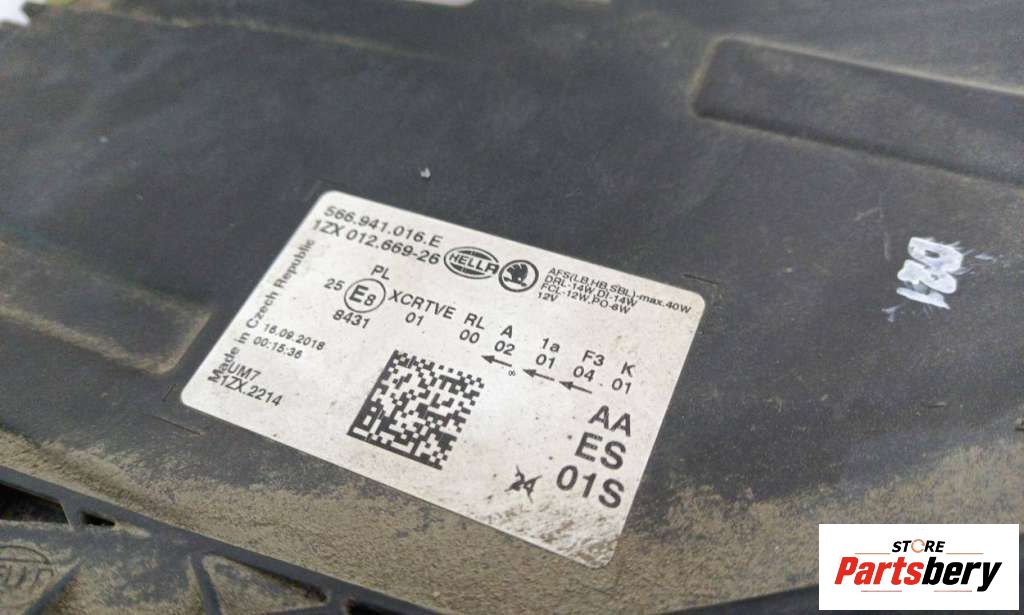 566.941.016.E
1ZX 012.669-26
HELLA
AFS(LB,HB,SBL)-max.40W
DRL-14W, DI-14W
FCL-12W, PO-6W
12V
Made in Czech Republic
16.09.2018
00:15:36
UM7
1ZX.2214
PL
25 E8 XCRTVE RL A 1a F3 K
8431 01 00 02 01 04 01
AA
ES
01S
24
STORE
Partsbery